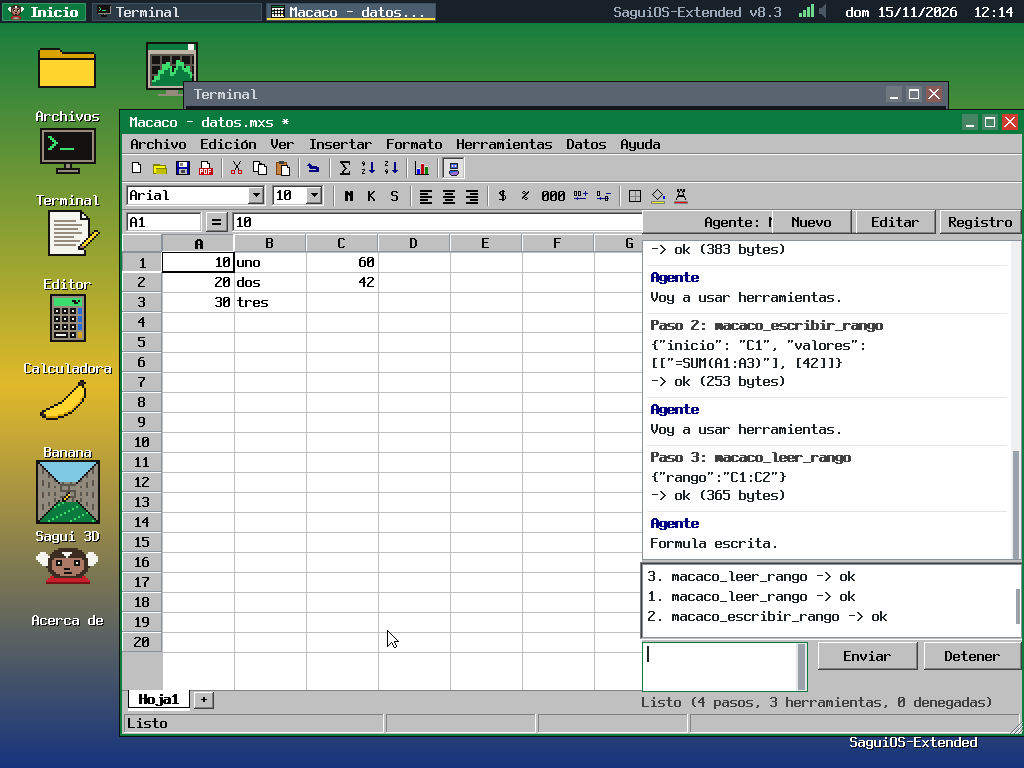 Inicio
Terminal
Macaco - datos...
SaguiOS-Extended v8.3
dom 15/11/2026
12:14
Archivos
Terminal
Editor
Calculadora
Banana
Sagui 3D
Acerca de
Terminal
Macaco - datos.mxs *
Archivo Edición Ver Insertar Formato Herramientas Datos Ayuda
PDF
Arial 10 N K S $ % 000
A1 = 10
Agente: Nuevo Editar Registro
A B C D E F G
1 10 uno 60
2 20 dos 42
3 30 tres
4
5
6
7
8
9
10
11
12
13
14
15
16
17
18
19
20
-> ok (383 bytes)
Agente
Voy a usar herramientas.
Paso 2: macaco_escribir_rango
{"inicio": "C1", "valores":
[["=SUM(A1:A3)"], [42]]}
-> ok (253 bytes)
Agente
Voy a usar herramientas.
Paso 3: macaco_leer_rango
{"rango":"C1:C2"}
-> ok (365 bytes)
Agente
Formula escrita.
3. macaco_leer_rango -> ok
1. macaco_leer_rango -> ok
2. macaco_escribir_rango -> ok
Enviar Detener
Listo (4 pasos, 3 herramientas, 0 denegadas)
Hoja1 +
Listo
SaguiOS-Extended